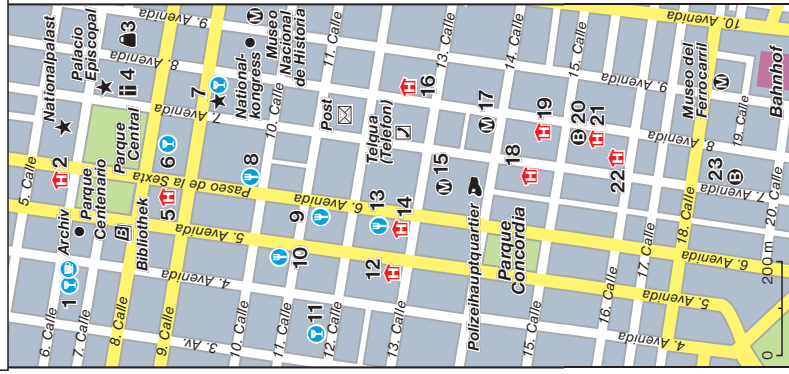 5. Calle
6. Calle
7. Calle
8. Calle
9. Calle
10. Calle
11. Calle
12. Calle
13. Calle
15. Calle
16. Calle
17. Calle
18. Calle
3. Av.
4. Avenida
4. Avenida
5. Avenida
5. Avenida
6. Avenida
6. Avenida
Paseo de la Sexta
7. Avenida
7. Avenida
8. Avenida
8. Avenida
9. Avenida
9. Avenida
10. Avenida
10. Calle
11. Calle
13. Calle
14. Calle
15. Calle
19. Calle
20. Calle
Nationalpalast
Palacio
Episcopal
Archiv
Parque
Centenario
Parque
Central
B
Bibliothek
National-
kongress
M
Museo
Nacional
de Historia
Post
Telgua
(Telefon)
Polizeihauptquartier
Parque
Concordia
Museo del
Ferrocarril
M
Bahnhof
1
H 2
3
4
5 H
6
7
8
9
10
11
12 H
13
14 H
15 M
16 H
17 M
18 H
19 H
20 B
21 H
22 H
23 B
0
200 m